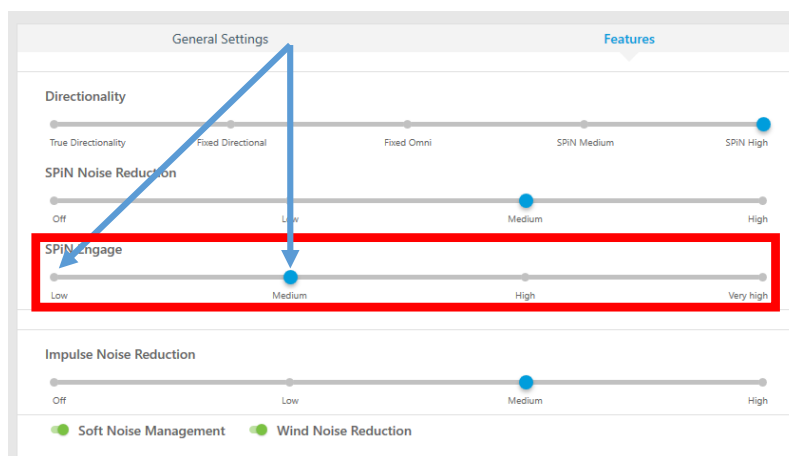 General Settings Features
Directionality
True Directionality Fixed Directional Fixed Omni SPiN Medium SPiN High
SPiN Noise Reduction
Off Low Medium High
SPiN Engage
Low Medium High Very high
Impulse Noise Reduction
Off Low Medium High
Soft Noise Management Wind Noise Reduction